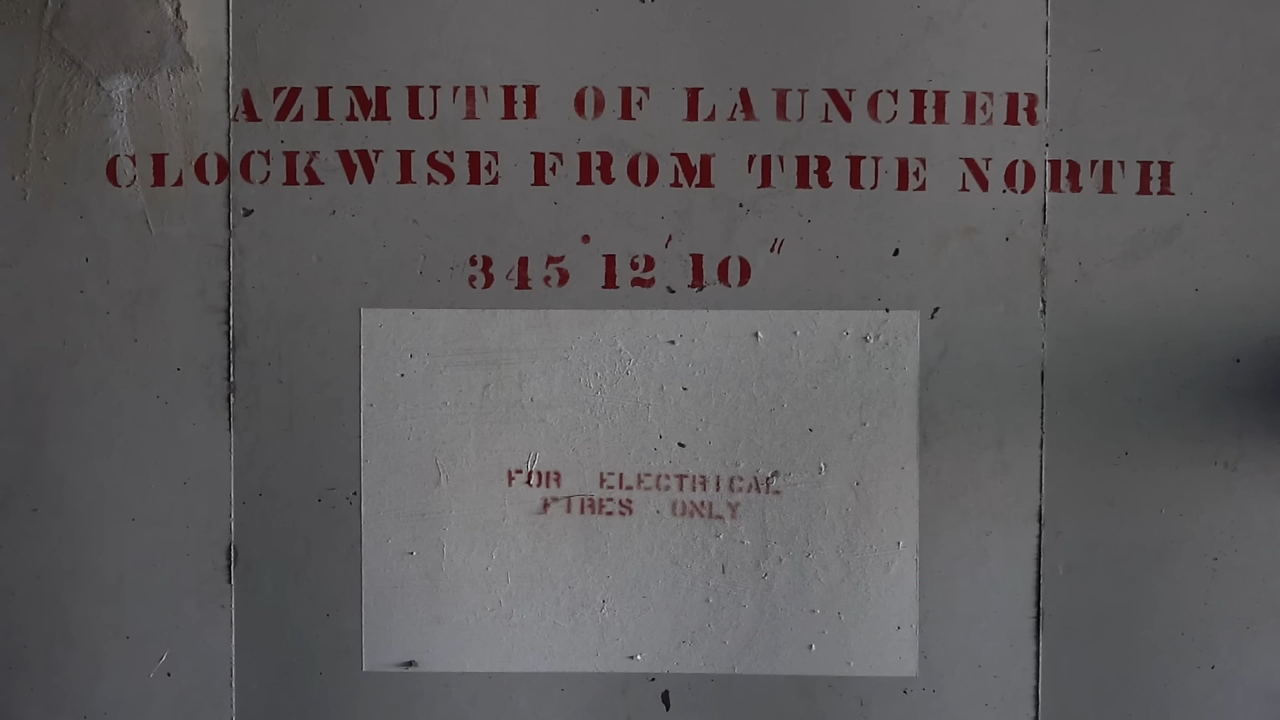 AZIMUTH OF LAUNCHER
CLOCKWISE FROM TRUE NORTH
345° 12' 10"
FOR ELECTRICAL
FIRES ONLY